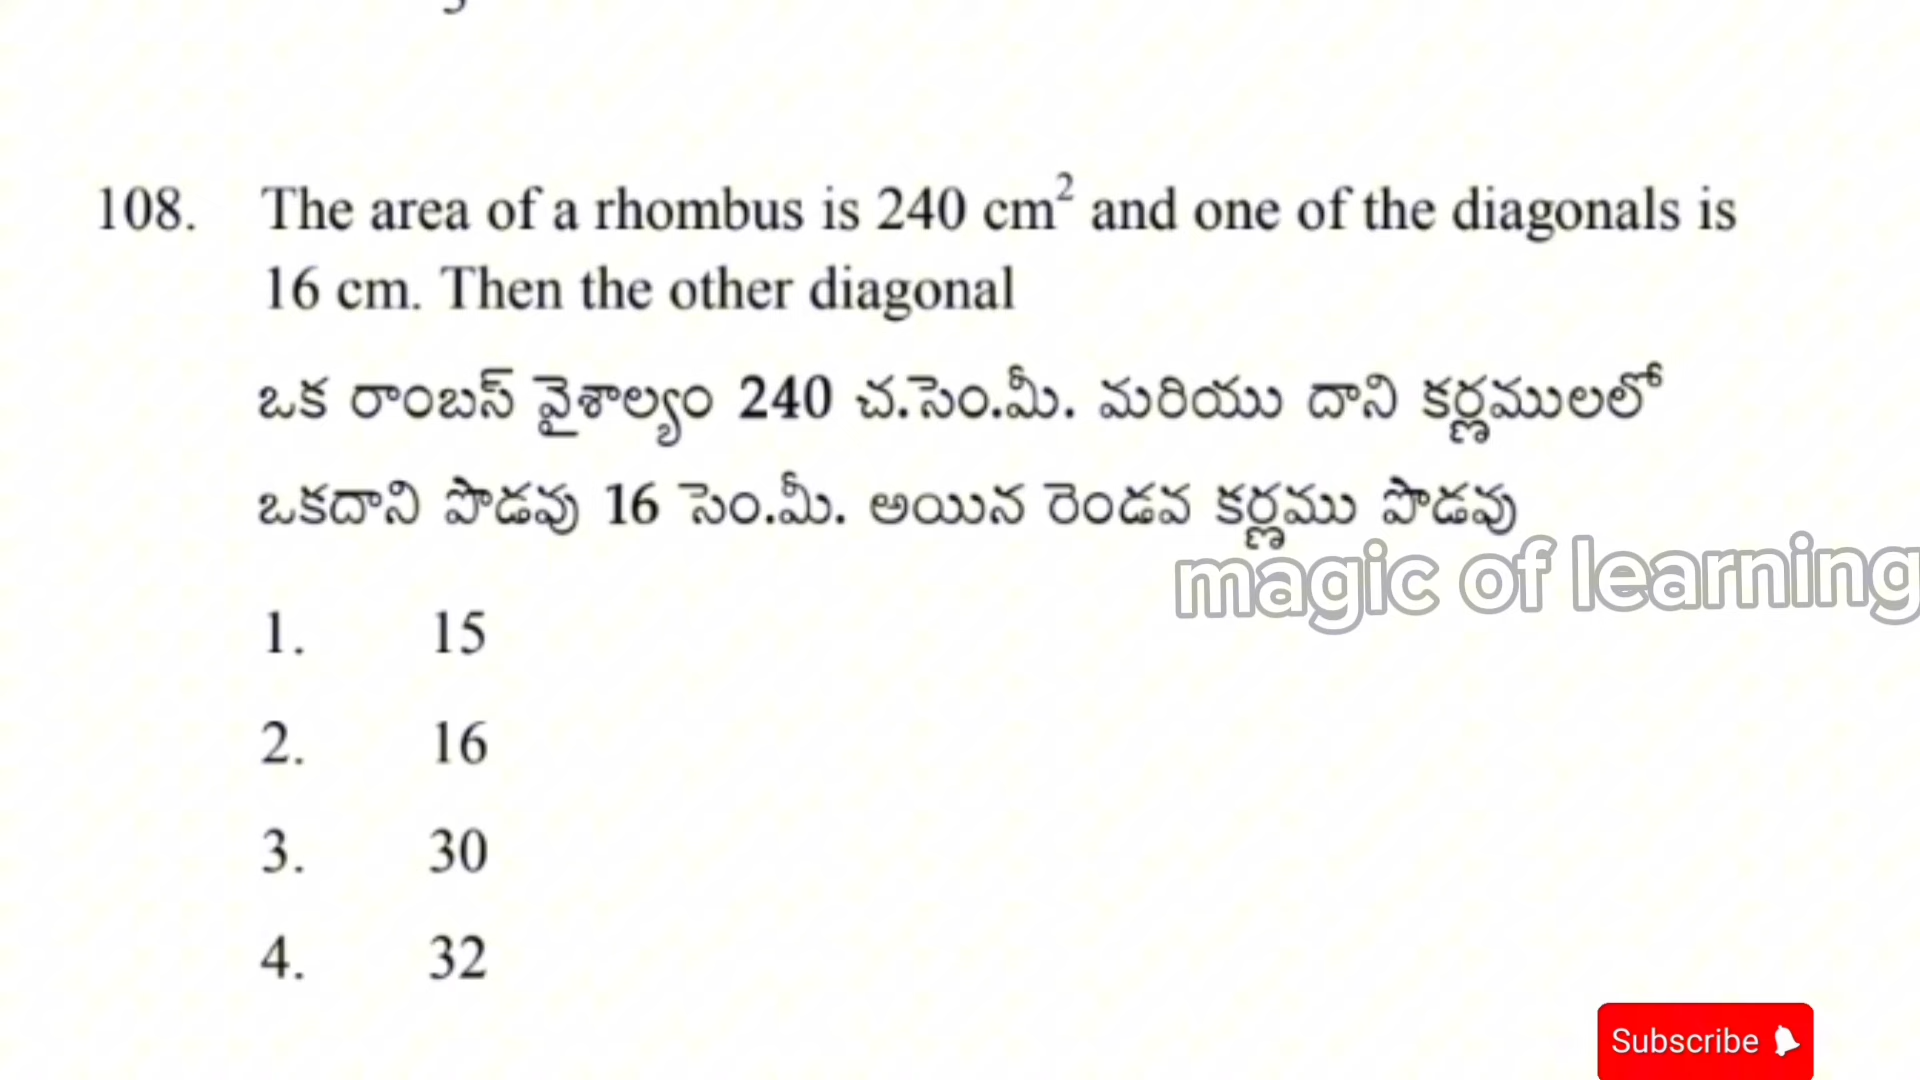 108. The area of a rhombus is 240 cm² and one of the diagonals is
16 cm. Then the other diagonal
ఒక రాంబస్ వైశాల్యం 240 చ.సెం.మీ. మరియు దాని కర్ణములలో
ఒకదాని పొడవు 16 సెం.మీ. అయిన రెండవ కర్ణము పొడవు
magic of learning
1. 15
2. 16
3. 30
4. 32
Subscribe